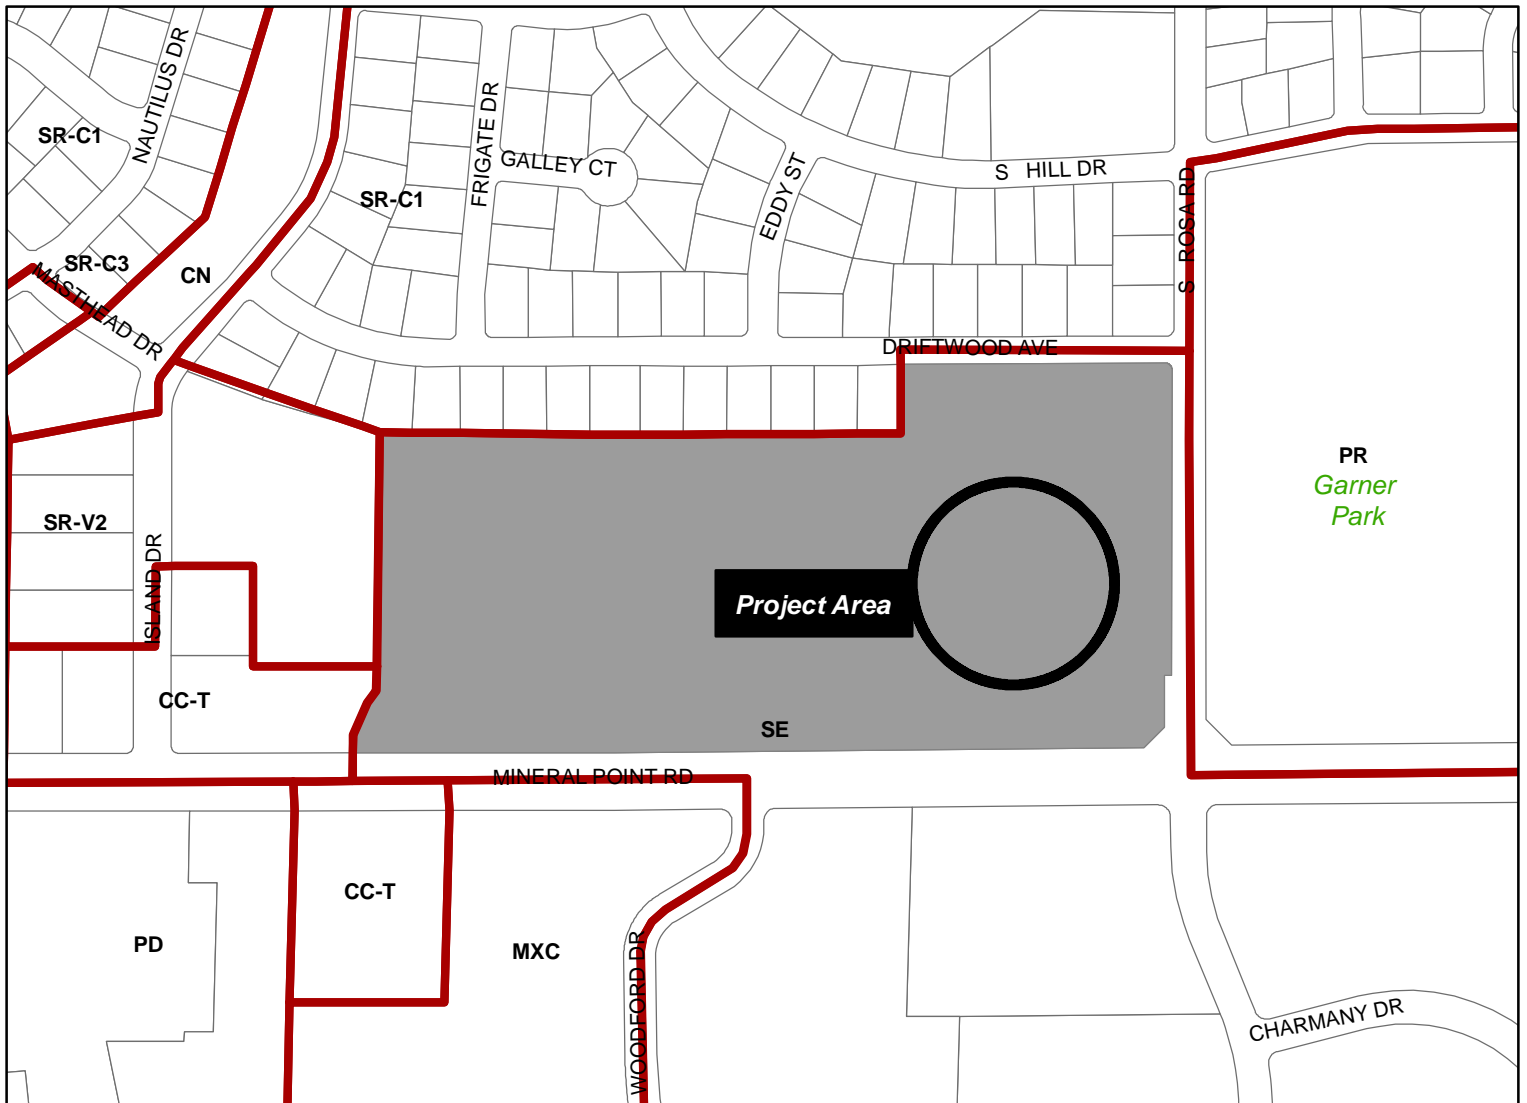 NAUTILUS DR
SR-C1
FRIGATE DR
GALLEY CT
EDDY ST
S HILL DR
S ROSA RD
SR-C1
SR-C3
CN
MASTHEAD DR
DRIFTWOOD AVE
PR
Garner
Park
SR-V2
ISLAND DR
Project Area
CC-T
SE
MINERAL POINT RD
CC-T
PD
MXC
WOODFORD DR
CHARMANY DR